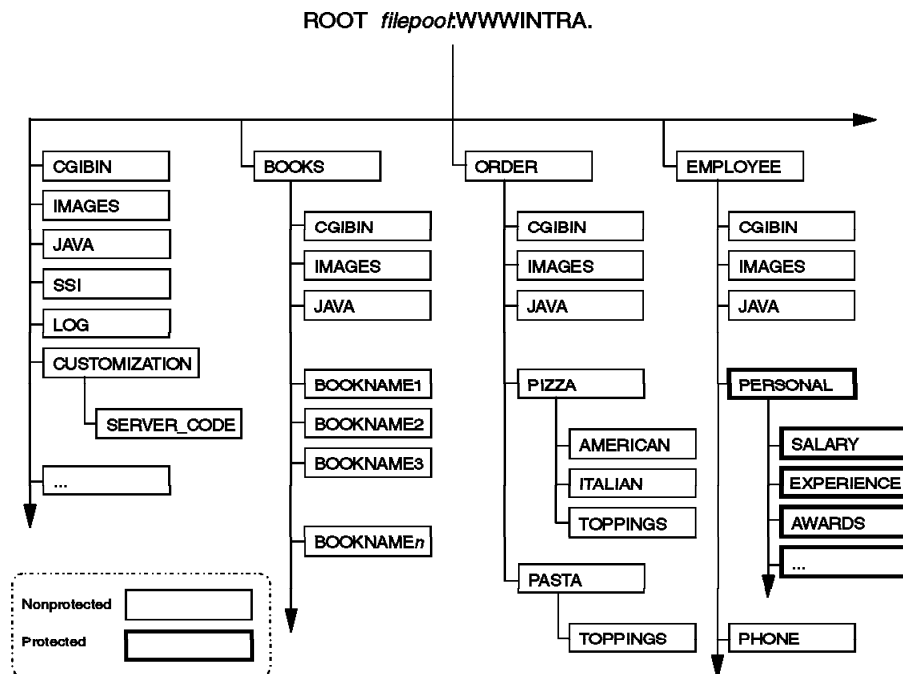 ROOT filepool:WWWINTRA.
CGIBIN
IMAGES
JAVA
SSI
LOG
CUSTOMIZATION
SERVER_CODE
...
BOOKS
CGIBIN
IMAGES
JAVA
BOOKNAME1
BOOKNAME2
BOOKNAME3
BOOKNAMEn
ORDER
CGIBIN
IMAGES
JAVA
PIZZA
AMERICAN
ITALIAN
TOPPINGS
PASTA
TOPPINGS
EMPLOYEE
CGIBIN
IMAGES
JAVA
PERSONAL
SALARY
EXPERIENCE
AWARDS
...
PHONE
Nonprotected
Protected